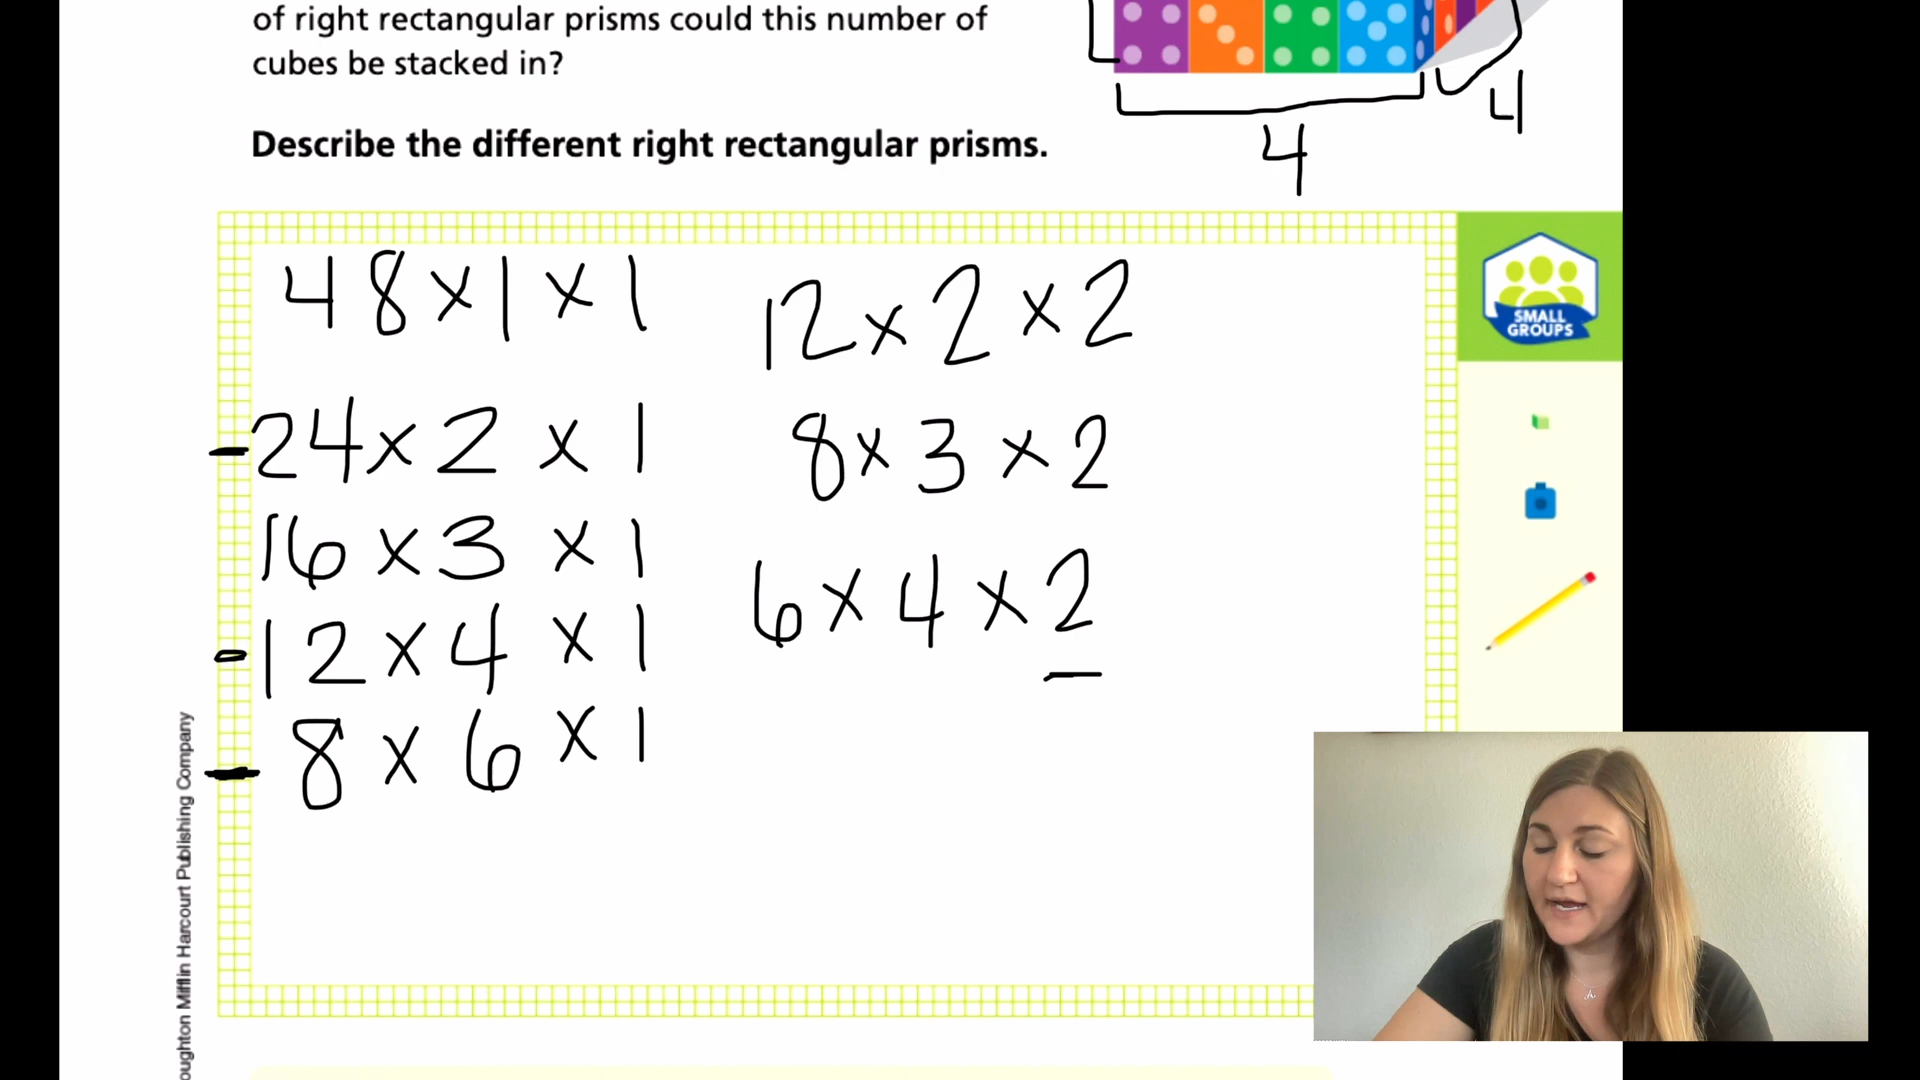 of right rectangular prisms could this number of
cubes be stacked in?
Describe the different right rectangular prisms.
4
4
48 x 1 x 1
-24 x 2 x 1
16 x 3 x 1
-12 x 4 x 1
- 8 x 6 x 1
12 x 2 x 2
8 x 3 x 2
6 x 4 x 2
SMALL
GROUPS
oughton Mifflin Harcourt Publishing Company